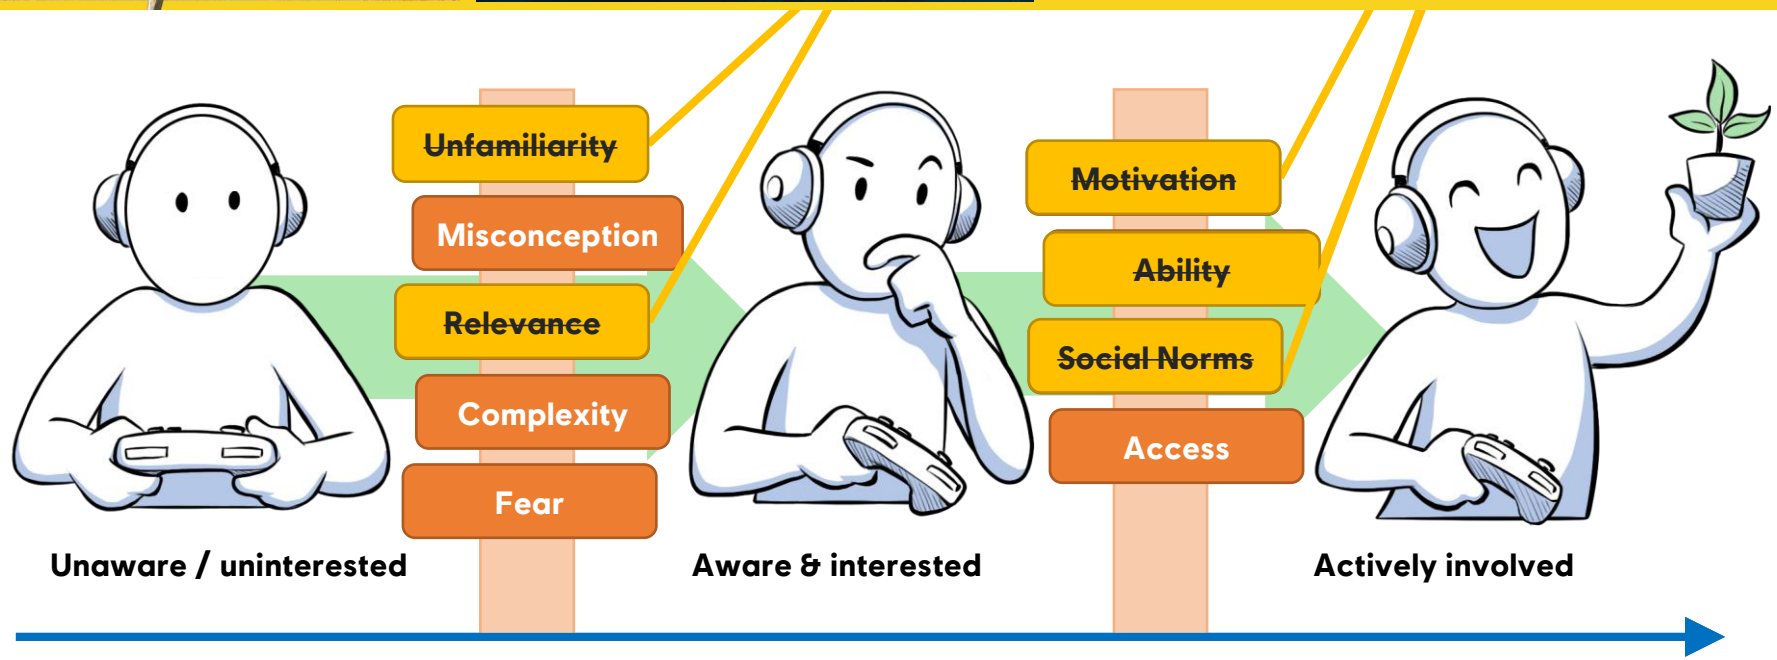 Unfamiliarity
Misconception
Relevance
Complexity
Fear
Motivation
Ability
Social Norms
Access
Unaware / uninterested
Aware & interested
Actively involved